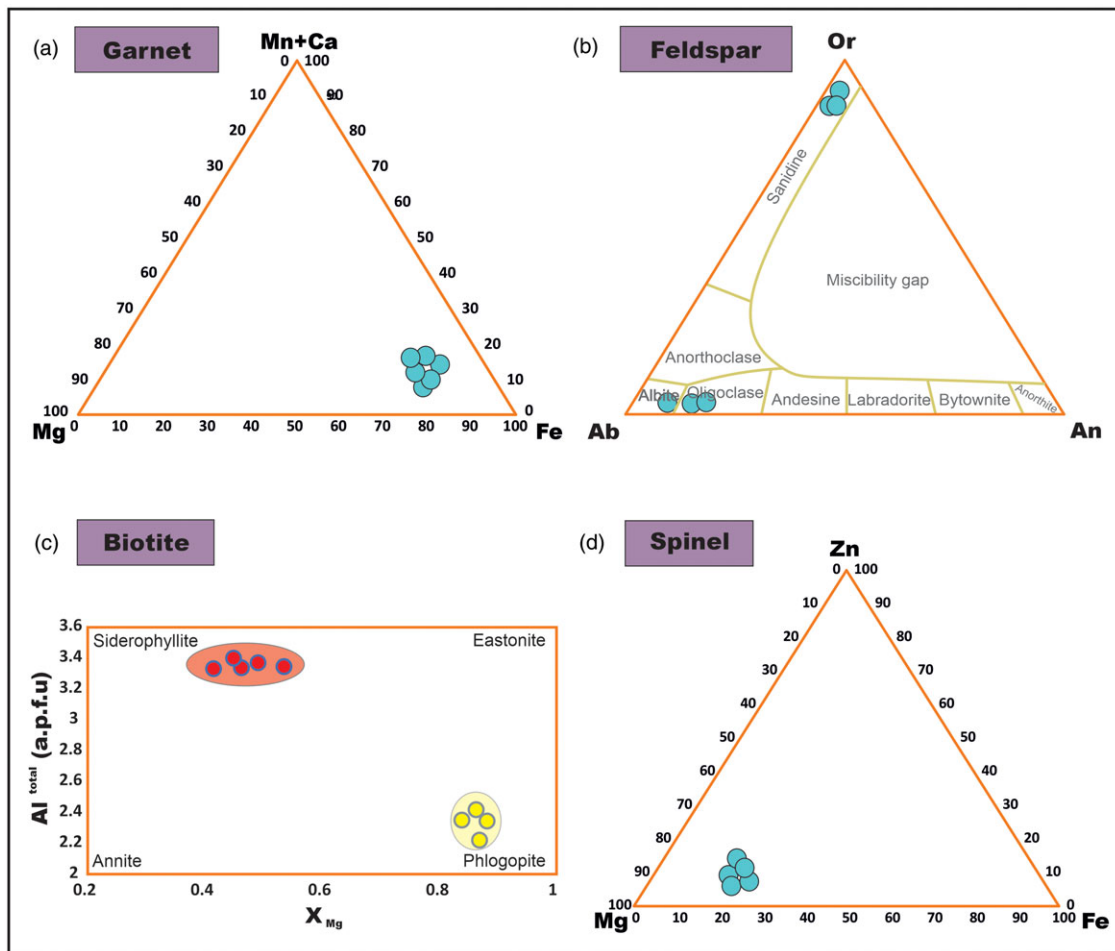 (a)
Garnet
Mn+Ca
0 100
10 90
20 80
30 70
40 60
50 50
60 40
70 30
80 20
90 10
100 0
Mg Fe
0 10 20 30 40 50 60 70 80 90 100
(b)
Feldspar
Or
Sanidine
Miscibility gap
Anorthoclase
Albite Oligoclase Andesine Labradorite Bytownite Anorthite
Ab An
(c)
Biotite
Al total (a.p.f.u)
3.6
3.4
3.2
3
2.8
2.6
2.4
2.2
2
Siderophyllite Eastonite
Annite Phlogopite
0.2 0.4 0.6 0.8 1
X Mg
(d)
Spinel
Zn
0 100
10 90
20 80
30 70
40 60
50 50
60 40
70 30
80 20
90 10
100 0
Mg Fe
0 10 20 30 40 50 60 70 80 90 100